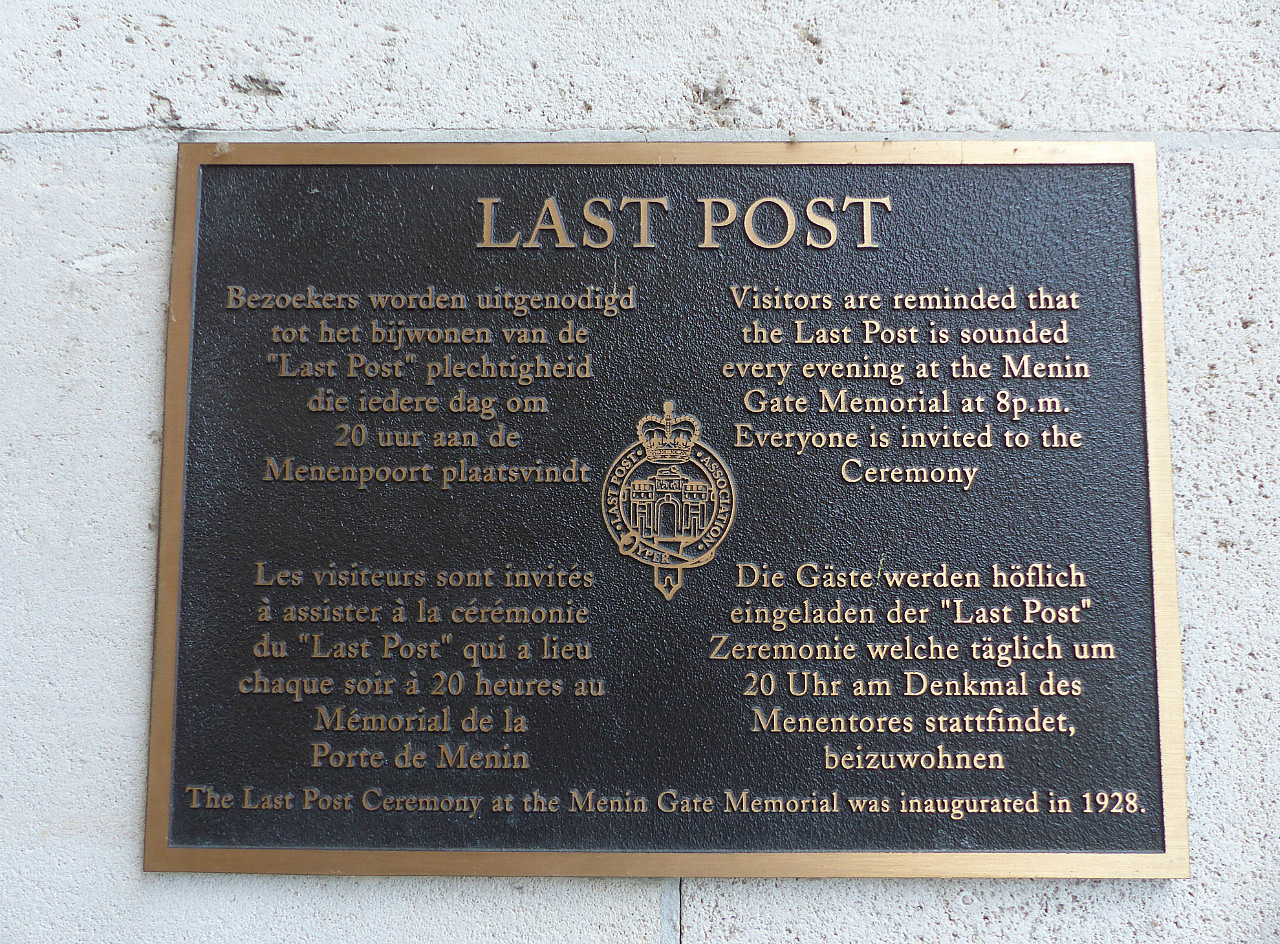 LAST POST
Bezoekers worden uitgenodigd
tot het bijwonen van de
"Last Post" plechtigheid
die iedere dag om
20 uur aan de
Menenpoort plaatsvindt
Visitors are reminded that
the Last Post is sounded
every evening at the Menin
Gate Memorial at 8p.m.
Everyone is invited to the
Ceremony
LAST POST · ASSOCIATION
YPER
Les visiteurs sont invités
à assister à la cérémonie
du "Last Post" qui a lieu
chaque soir à 20 heures au
Mémorial de la
Porte de Menin
Die Gäste werden höflich
eingeladen der "Last Post"
Zeremonie welche täglich um
20 Uhr am Denkmal des
Menentores stattfindet,
beizuwohnen
The Last Post Ceremony at the Menin Gate Memorial was inaugurated in 1928.